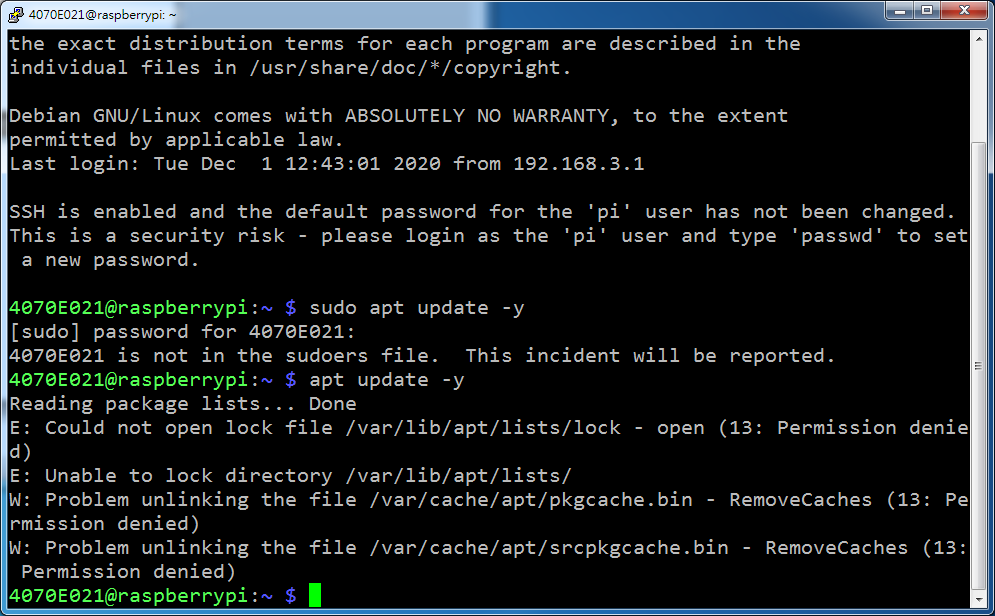 4070E021@raspberrypi: ~
the exact distribution terms for each program are described in the
individual files in /usr/share/doc/*/copyright.
Debian GNU/Linux comes with ABSOLUTELY NO WARRANTY, to the extent
permitted by applicable law.
Last login: Tue Dec  1 12:43:01 2020 from 192.168.3.1
SSH is enabled and the default password for the 'pi' user has not been changed.
This is a security risk - please login as the 'pi' user and type 'passwd' to set
 a new password.
4070E021@raspberrypi:~ $ sudo apt update -y
[sudo] password for 4070E021:
4070E021 is not in the sudoers file.  This incident will be reported.
4070E021@raspberrypi:~ $ apt update -y
Reading package lists... Done
E: Could not open lock file /var/lib/apt/lists/lock - open (13: Permission denie
d)
E: Unable to lock directory /var/lib/apt/lists/
W: Problem unlinking the file /var/cache/apt/pkgcache.bin - RemoveCaches (13: Pe
rmission denied)
W: Problem unlinking the file /var/cache/apt/srcpkgcache.bin - RemoveCaches (13:
 Permission denied)
4070E021@raspberrypi:~ $